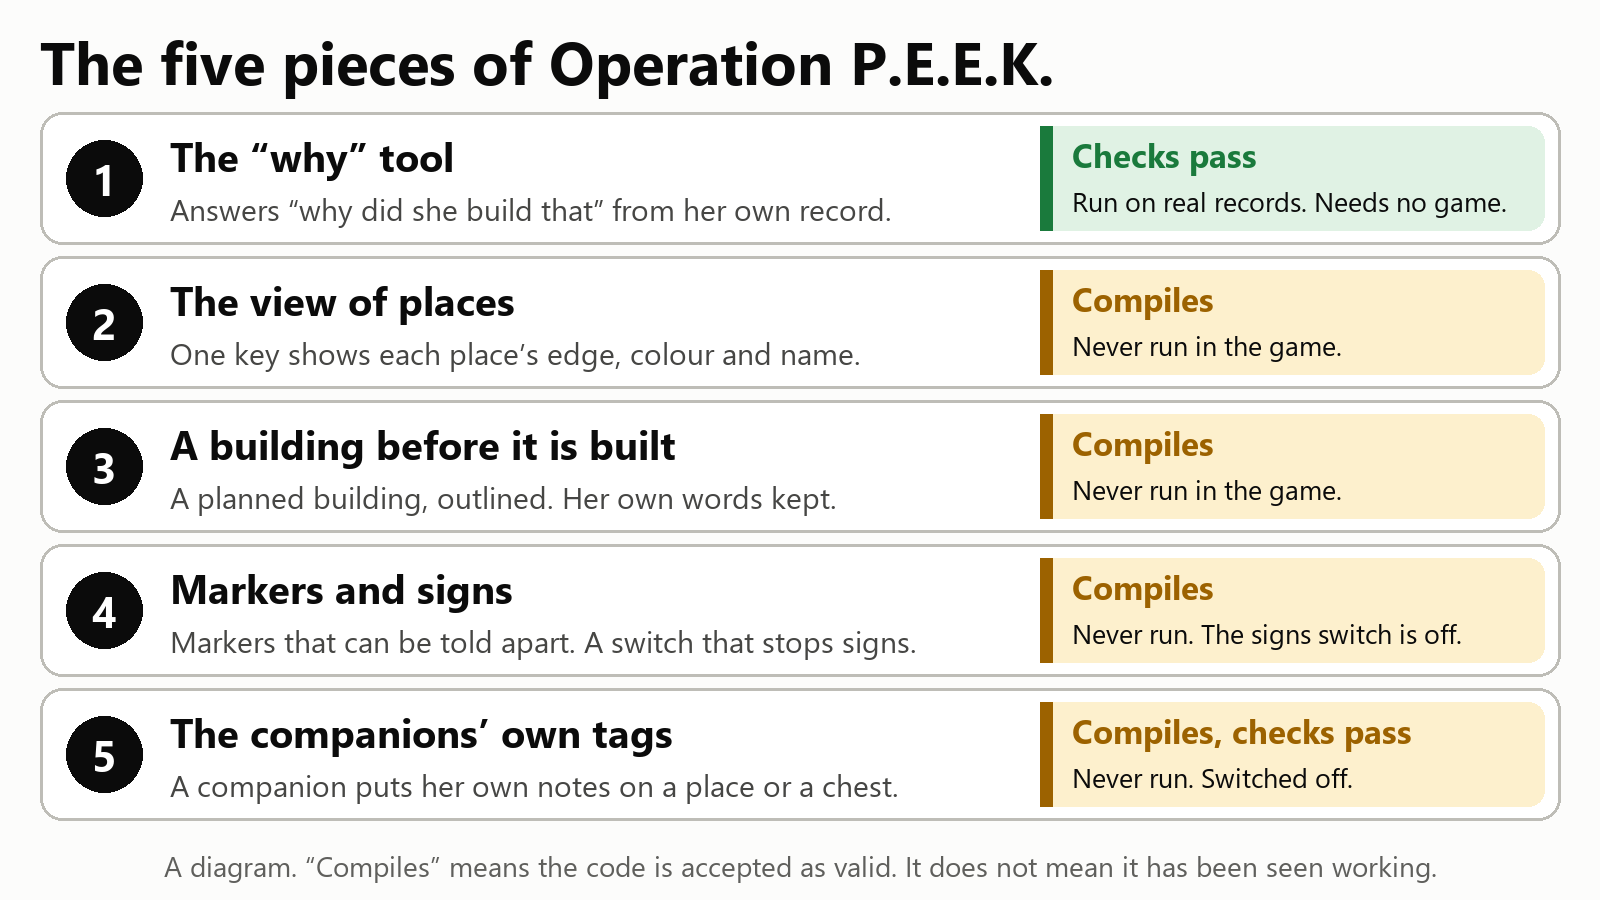 The five pieces of Operation P.E.E.K.
1
The “why” tool
Answers “why did she build that” from her own record.
Checks pass
Run on real records. Needs no game.
2
The view of places
One key shows each place’s edge, colour and name.
Compiles
Never run in the game.
3
A building before it is built
A planned building, outlined. Her own words kept.
Compiles
Never run in the game.
4
Markers and signs
Markers that can be told apart. A switch that stops signs.
Compiles
Never run. The signs switch is off.
5
The companions’ own tags
A companion puts her own notes on a place or a chest.
Compiles, checks pass
Never run. Switched off.
A diagram. “Compiles” means the code is accepted as valid. It does not mean it has been seen working.